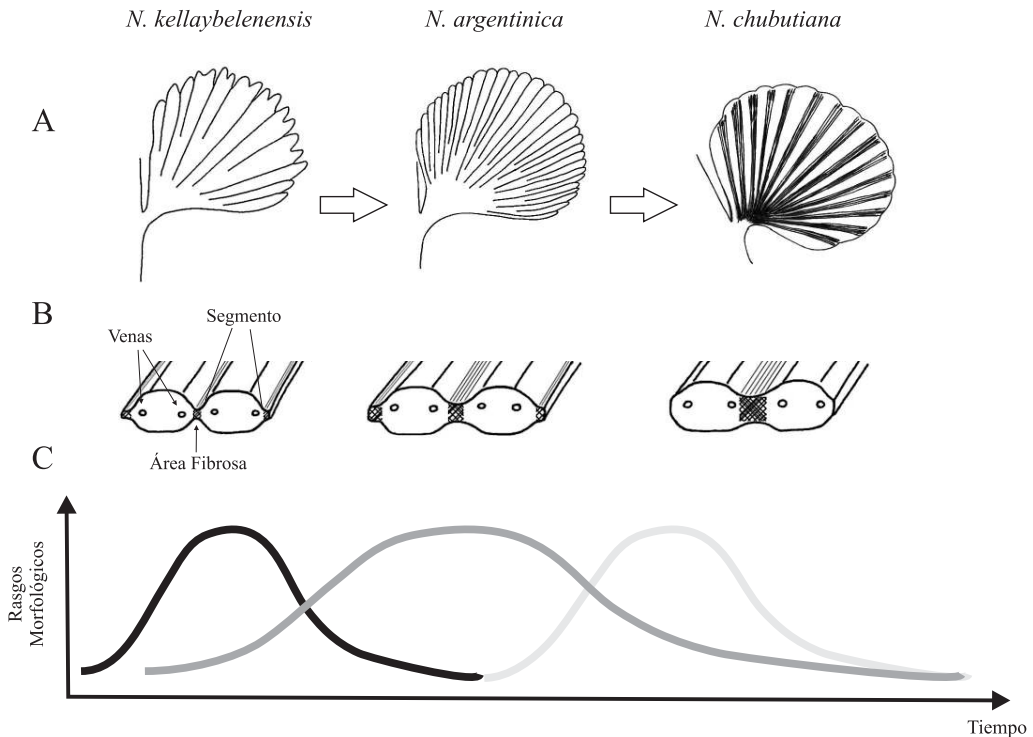 N. kellaybelenensis
N. argentinica
N. chubutiana
A
B
Segmento
Venas
Área Fibrosa
C
Rasgos
Morfológicos
Tiempo